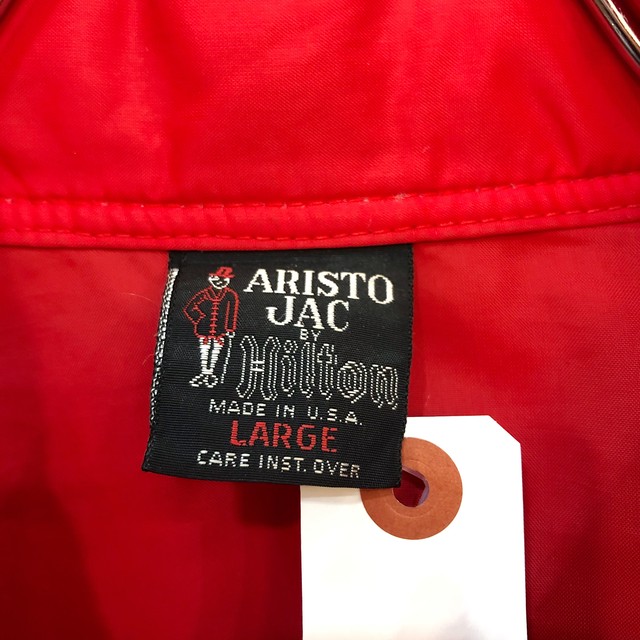 ARISTO
JAC
BY
Hilton
MADE IN U.S.A.
LARGE
CARE INST. OVER